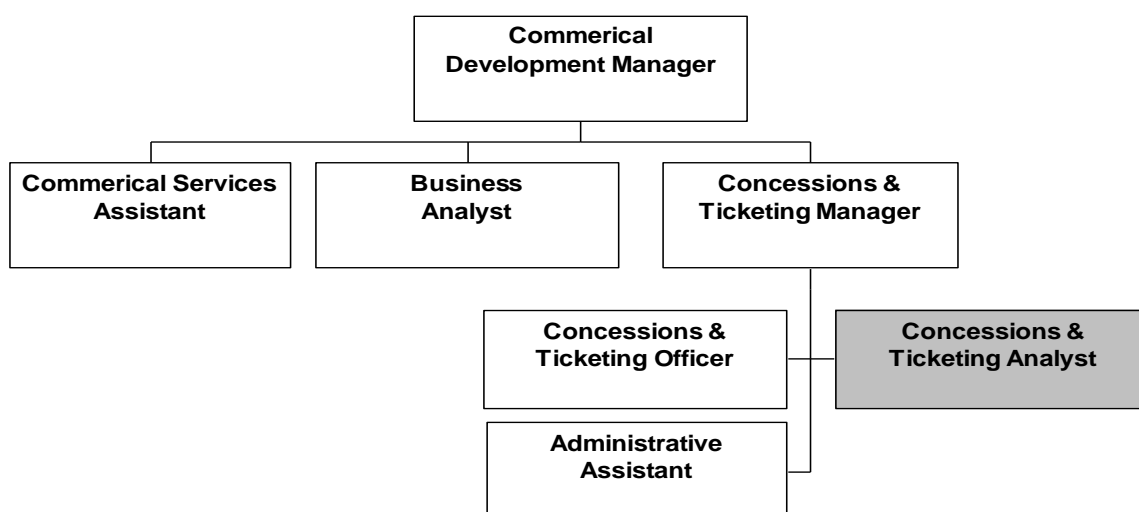 Commerical
Development Manager
Commerical Services
Assistant
Business
Analyst
Concessions &
Ticketing Manager
Concessions &
Ticketing Officer
Concessions &
Ticketing Analyst
Administrative
Assistant